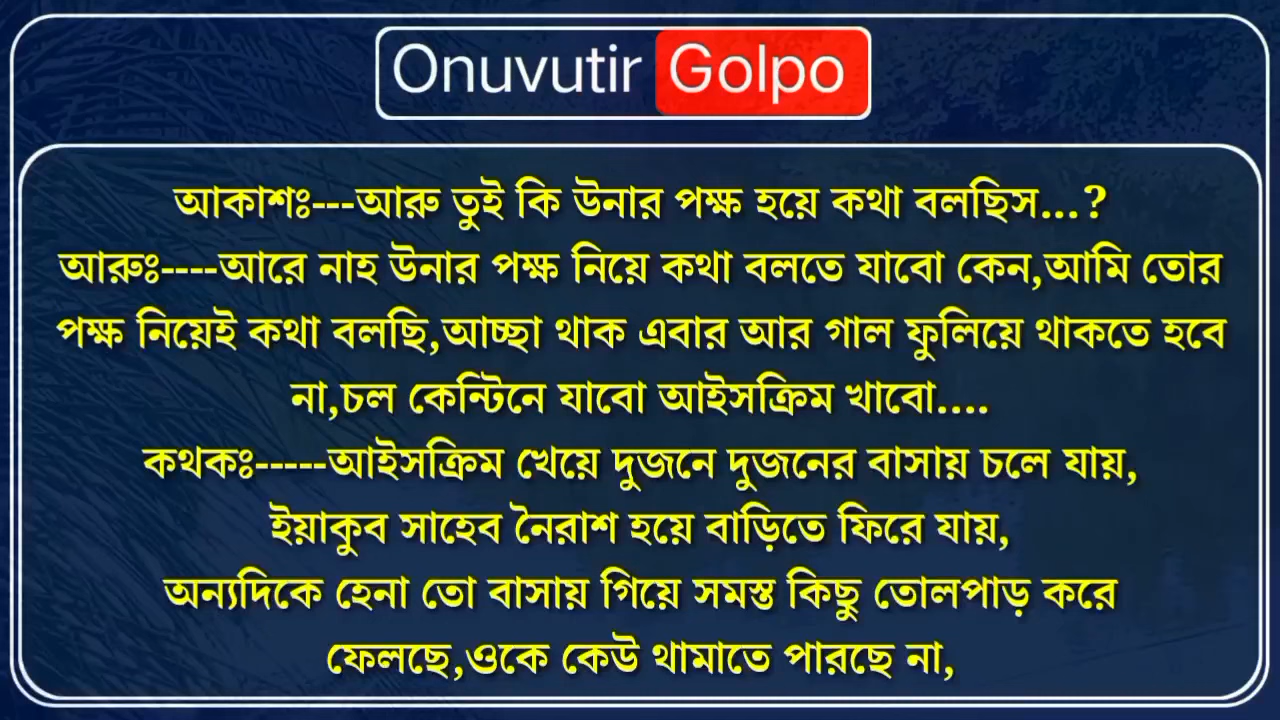 Onuvutir Golpo
আকাশঃ---আরু তুই কি উনার পক্ষ হয়ে কথা বলছিস...?
আরুঃ----আরে নাহ উনার পক্ষ নিয়ে কথা বলতে যাবো কেন,আমি তোর
পক্ষ নিয়েই কথা বলছি,আচ্ছা থাক এবার আর গাল ফুলিয়ে থাকতে হবে
না,চল কেন্টিনে যাবো আইসক্রিম খাবো....
কথকঃ-----আইসক্রিম খেয়ে দুজনে দুজনের বাসায় চলে যায়,
ইয়াকুব সাহেব নৈরাশ হয়ে বাড়িতে ফিরে যায়,
অন্যদিকে হেনা তো বাসায় গিয়ে সমস্ত কিছু তোলপাড় করে
ফেলছে,ওকে কেউ থামাতে পারছে না,